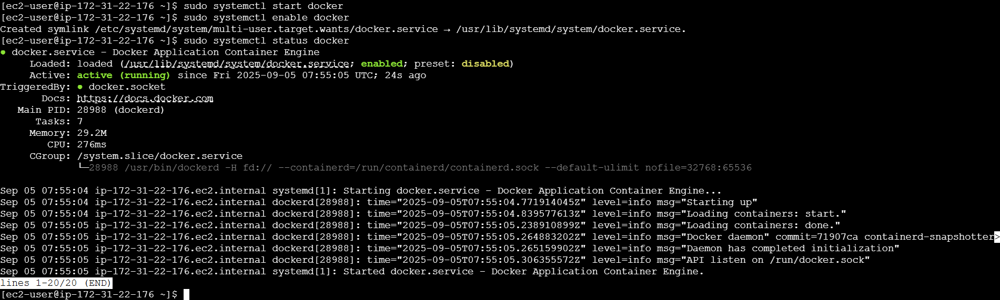 [ec2-user@ip-172-31-22-176 ~]$ sudo systemctl start docker
[ec2-user@ip-172-31-22-176 ~]$ sudo systemctl enable docker
Created symlink /etc/systemd/system/multi-user.target.wants/docker.service → /usr/lib/systemd/system/docker.service.
[ec2-user@ip-172-31-22-176 ~]$ sudo systemctl status docker
● docker.service - Docker Application Container Engine
     Loaded: loaded (/usr/lib/systemd/system/docker.service; enabled; preset: disabled)
     Active: active (running) since Fri 2025-09-05 07:55:05 UTC; 24s ago
TriggeredBy: ● docker.socket
       Docs: https://docs.docker.com
   Main PID: 28988 (dockerd)
      Tasks: 7
     Memory: 29.2M
        CPU: 276ms
     CGroup: /system.slice/docker.service
             └─28988 /usr/bin/dockerd -H fd:// --containerd=/run/containerd/containerd.sock --default-ulimit nofile=32768:65536
Sep 05 07:55:04 ip-172-31-22-176.ec2.internal systemd[1]: Starting docker.service - Docker Application Container Engine...
Sep 05 07:55:04 ip-172-31-22-176.ec2.internal dockerd[28988]: time="2025-09-05T07:55:04.771914045Z" level=info msg="Starting up"
Sep 05 07:55:04 ip-172-31-22-176.ec2.internal dockerd[28988]: time="2025-09-05T07:55:04.839577613Z" level=info msg="Loading containers: start."
Sep 05 07:55:05 ip-172-31-22-176.ec2.internal dockerd[28988]: time="2025-09-05T07:55:05.238910899Z" level=info msg="Loading containers: done."
Sep 05 07:55:05 ip-172-31-22-176.ec2.internal dockerd[28988]: time="2025-09-05T07:55:05.264883202Z" level=info msg="Docker daemon" commit=71907ca containerd-snapshotter>
Sep 05 07:55:05 ip-172-31-22-176.ec2.internal dockerd[28988]: time="2025-09-05T07:55:05.265159902Z" level=info msg="Daemon has completed initialization"
Sep 05 07:55:05 ip-172-31-22-176.ec2.internal dockerd[28988]: time="2025-09-05T07:55:05.306355572Z" level=info msg="API listen on /run/docker.sock"
Sep 05 07:55:05 ip-172-31-22-176.ec2.internal systemd[1]: Started docker.service - Docker Application Container Engine.
lines 1-20/20 (END)
[ec2-user@ip-172-31-22-176 ~]$